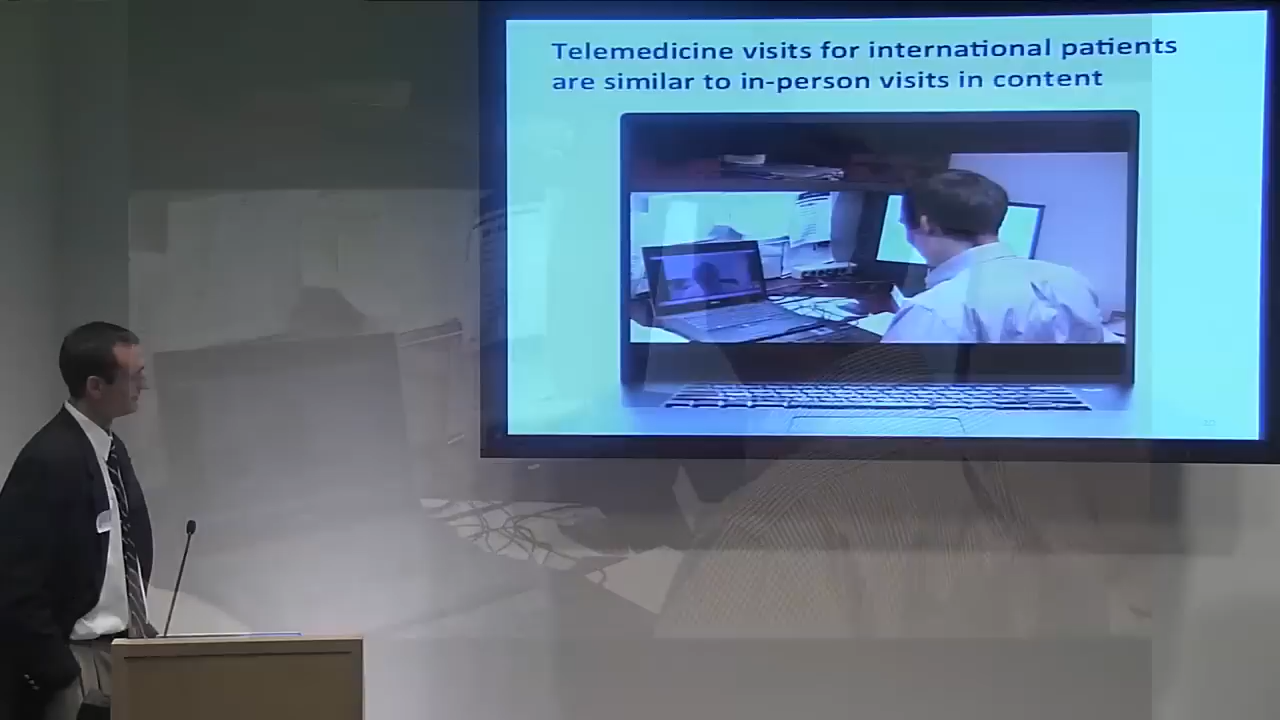 Telemedicine visits for international patients
are similar to in-person visits in content